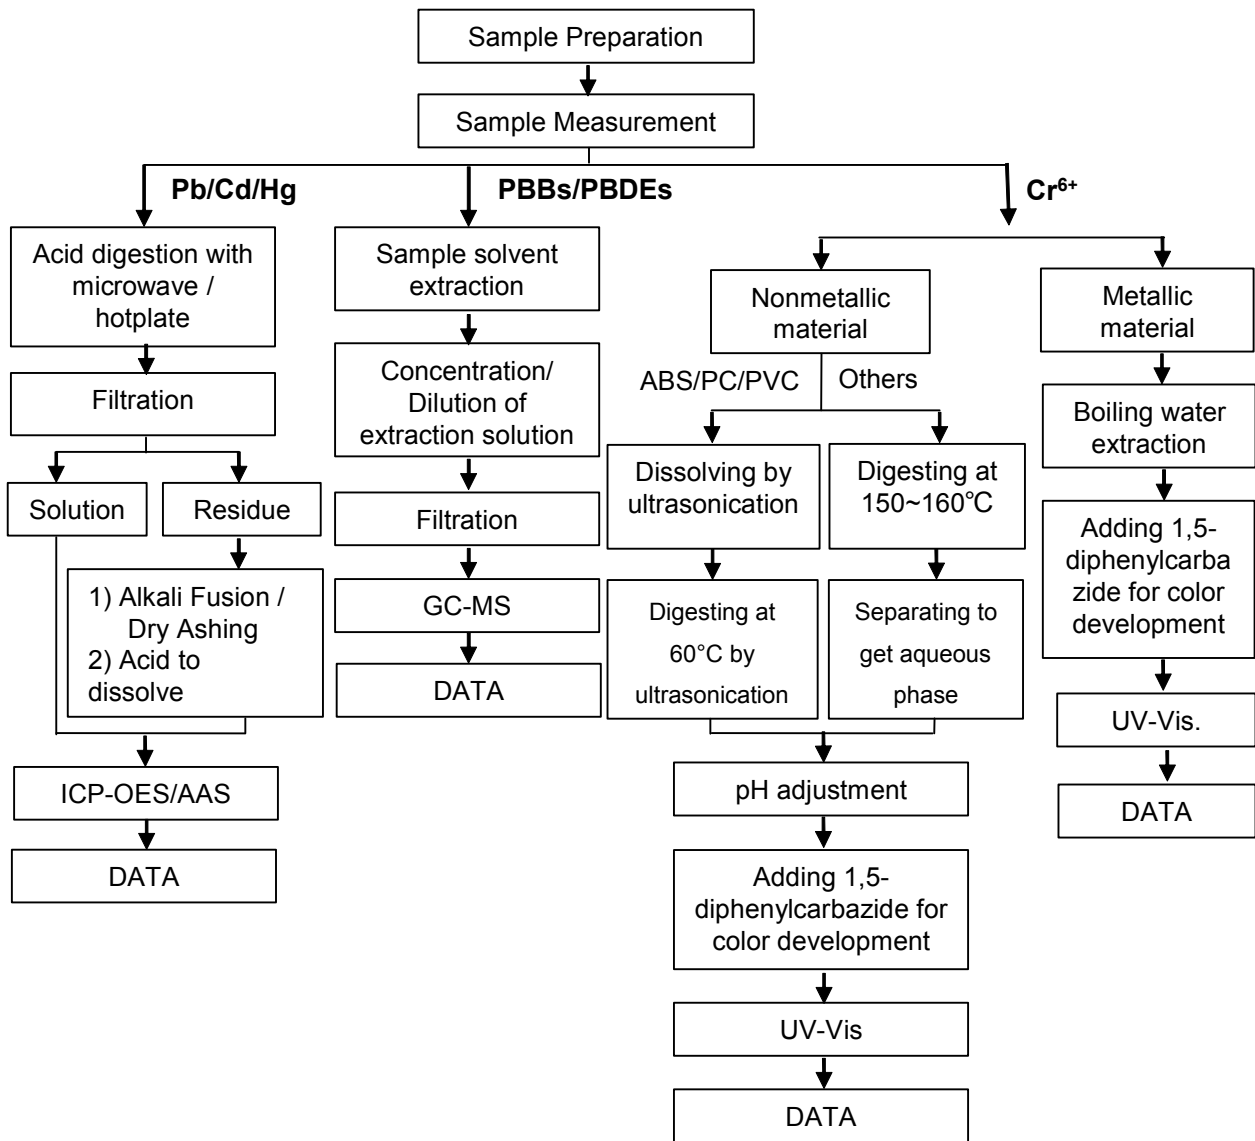 Sample Preparation
Sample Measurement
Pb/Cd/Hg
PBBs/PBDEs
Cr⁶⁺
Acid digestion with
microwave /
hotplate
Filtration
Solution
Residue
1) Alkali Fusion /
Dry Ashing
2) Acid to
dissolve
ICP-OES/AAS
DATA
Sample solvent
extraction
Concentration/
Dilution of
extraction solution
Filtration
GC-MS
DATA
Nonmetallic
material
ABS/PC/PVC
Others
Dissolving by
ultrasonication
Digesting at
60°C by
ultrasonication
Digesting at
150~160℃
Separating to
get aqueous
phase
pH adjustment
Adding 1,5-
diphenylcarbazide for
color development
UV-Vis
DATA
Metallic
material
Boiling water
extraction
Adding 1,5-
diphenylcarba
zide for color
development
UV-Vis.
DATA